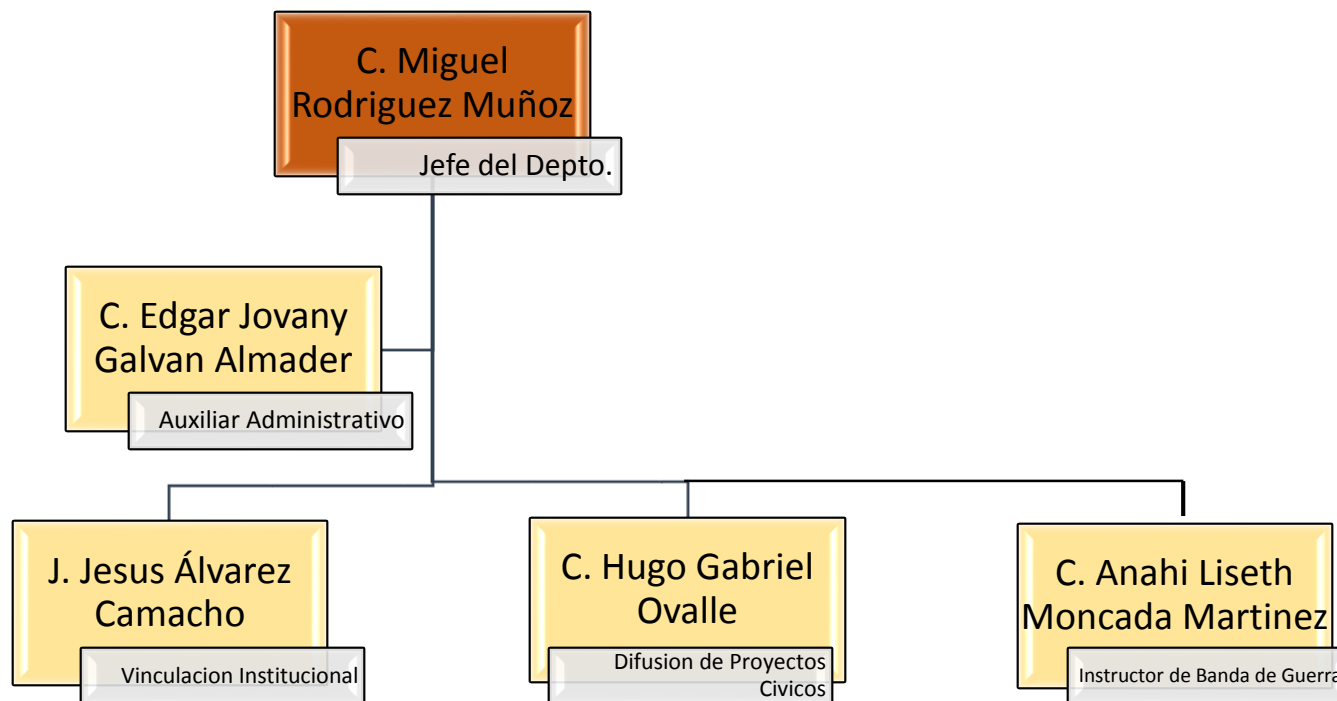 C. Miguel
Rodriguez Muñoz
Jefe del Depto.
C. Edgar Jovany
Galvan Almader
Auxiliar Administrativo
J. Jesus Álvarez
Camacho
Vinculacion Institucional
C. Hugo Gabriel
Ovalle
Difusion de Proyectos
Civicos
C. Anahi Liseth
Moncada Martinez
Instructor de Banda de Guerra